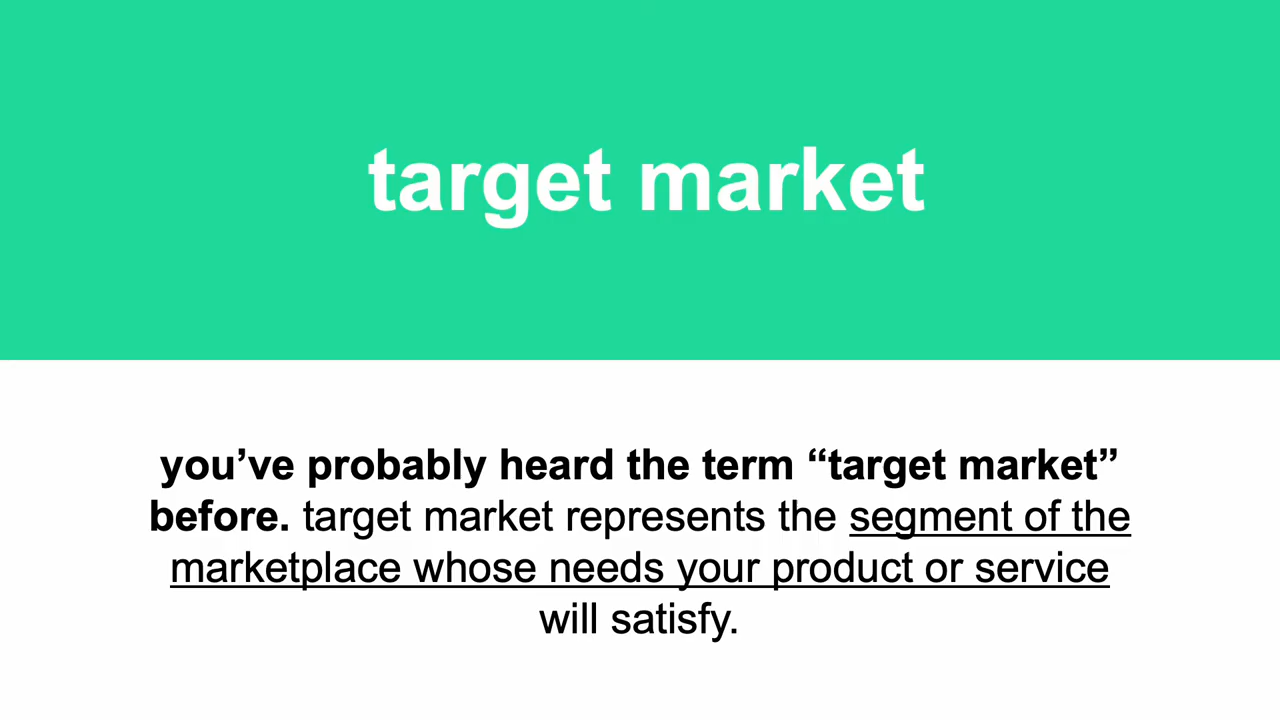 target market
you’ve probably heard the term “target market”
before. target market represents the segment of the
marketplace whose needs your product or service
will satisfy.